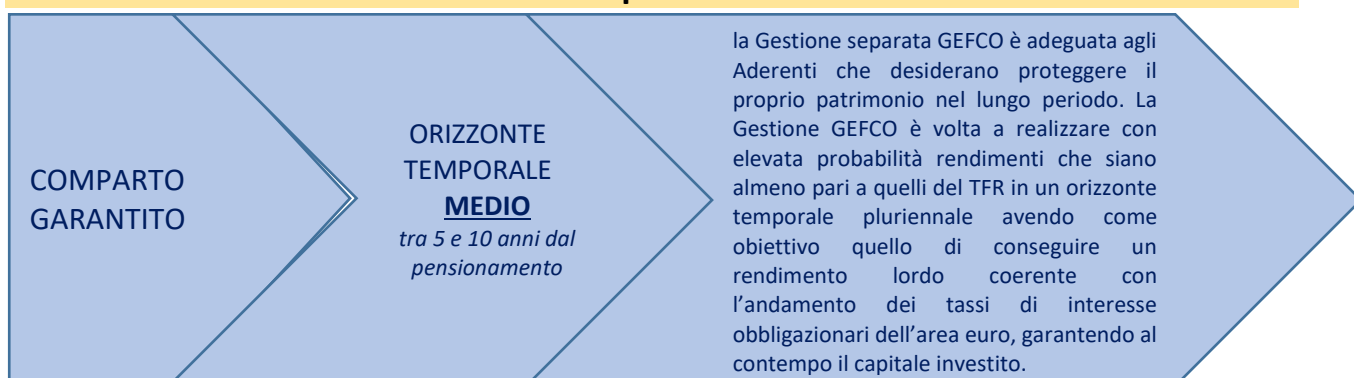 COMPARTO
GARANTITO
ORIZZONTE
TEMPORALE
MEDIO
tra 5 e 10 anni dal
pensionamento
la Gestione separata GEFCO è adeguata agli
Aderenti che desiderano proteggere il
proprio patrimonio nel lungo periodo. La
Gestione GEFCO è volta a realizzare con
elevata probabilità rendimenti che siano
almeno pari a quelli del TFR in un orizzonte
temporale pluriennale avendo come
obiettivo quello di conseguire un
rendimento lordo coerente con
l’andamento dei tassi di interesse
obbligazionari dell’area euro, garantendo al
contempo il capitale investito.